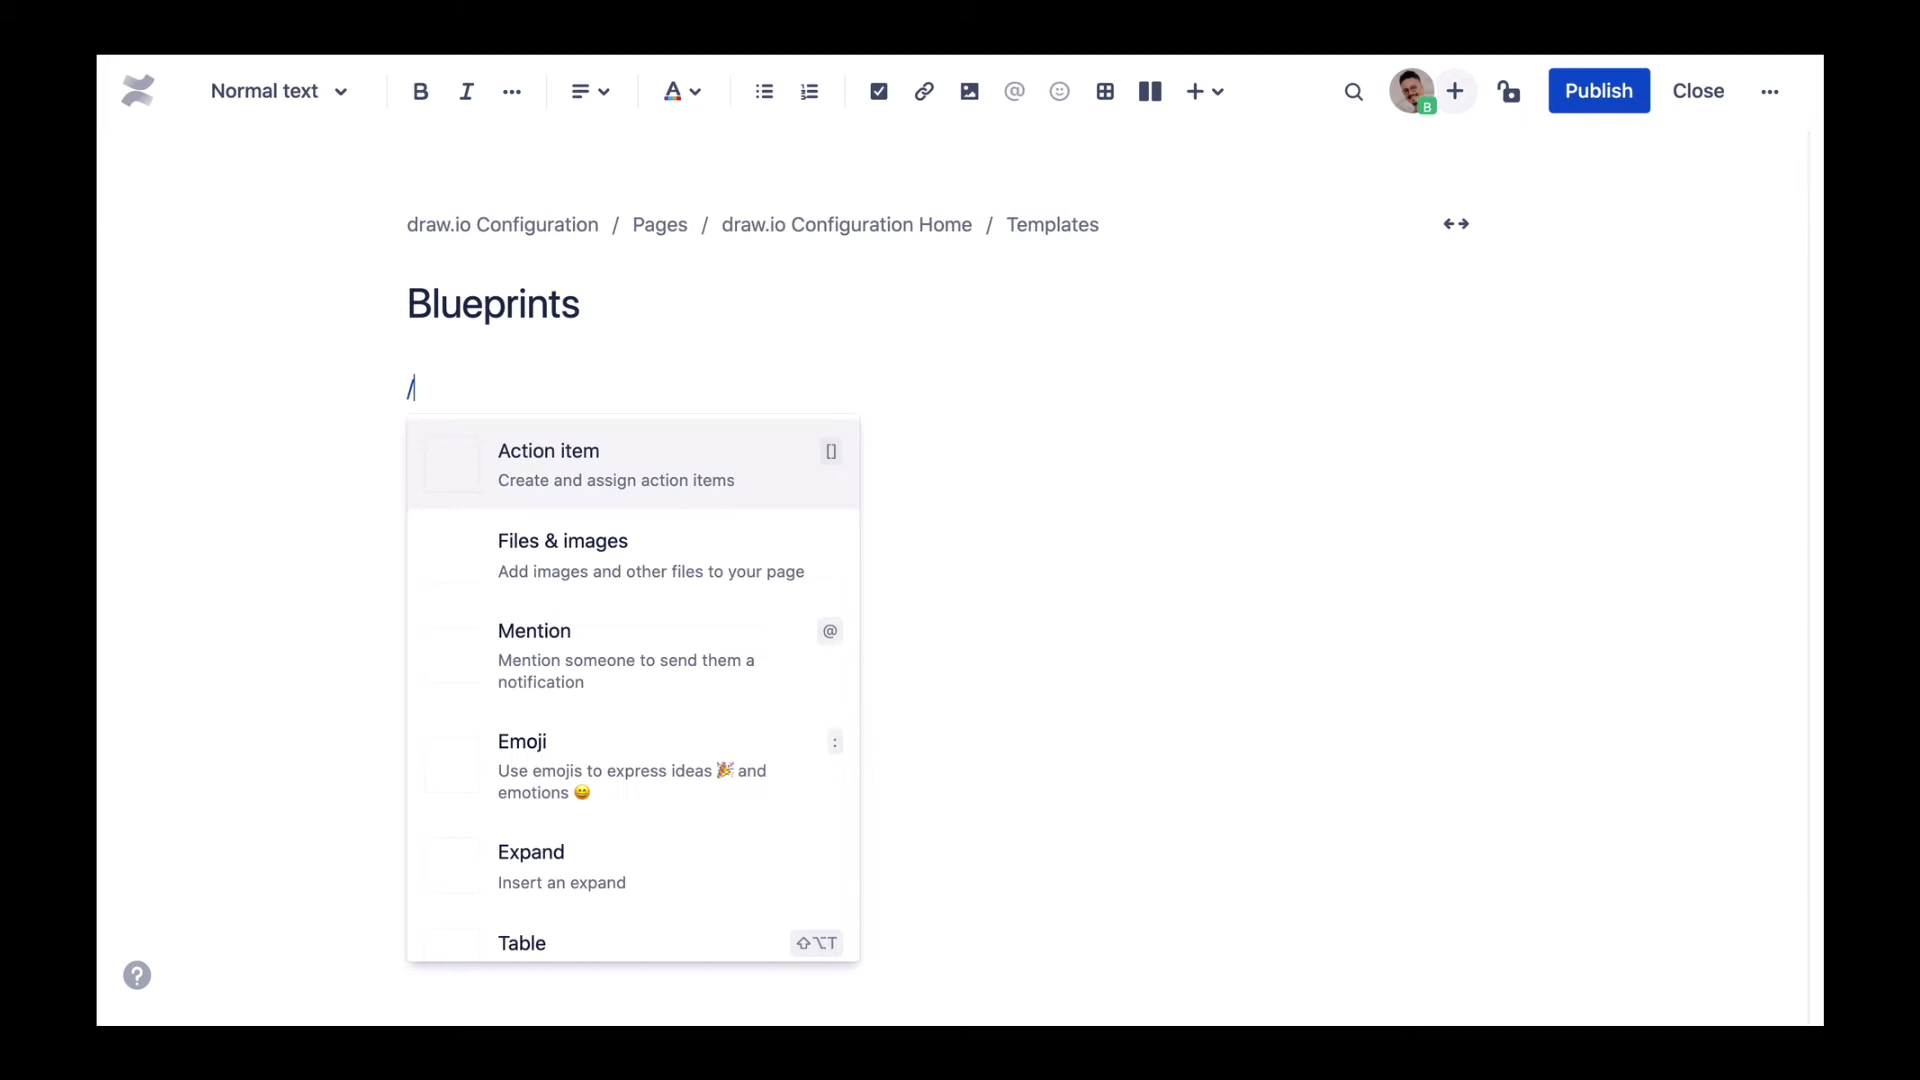 Normal text
B
Publish
Close
draw.io Configuration / Pages / draw.io Configuration Home / Templates
Blueprints
/
Action item []
Create and assign action items
Files & images
Add images and other files to your page
Mention @
Mention someone to send them a
notification
Emoji :
Use emojis to express ideas 🎉 and
emotions 😄
Expand
Insert an expand
Table ⇧⌥T